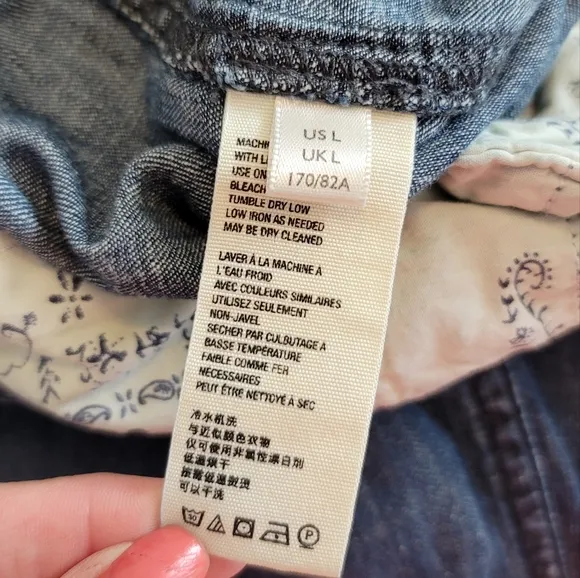 US L
UK L
170/82A
MACHI
WITH L
USE ON
BLEACH
TUMBLE DRY LOW
LOW IRON AS NEEDED
MAY BE DRY CLEANED
LAVER À LA MACHINE A
L'EAU FROID
AVEC COULEURS SIMILAIRES
UTILISEZ SEULEMENT
NON-JAVEL
SECHER PAR CULBUTAGE A
BASSE TEMPÉRATURE
FAIBLE COMME FER
NECESSAIRES
PEUT ÊTRE NETTOYÉ A SEC
冷水机洗
与近似颜色衣物
仅可使用非氯性漂白剂
低温烘干
按需低温熨烫
可以干洗
30
P